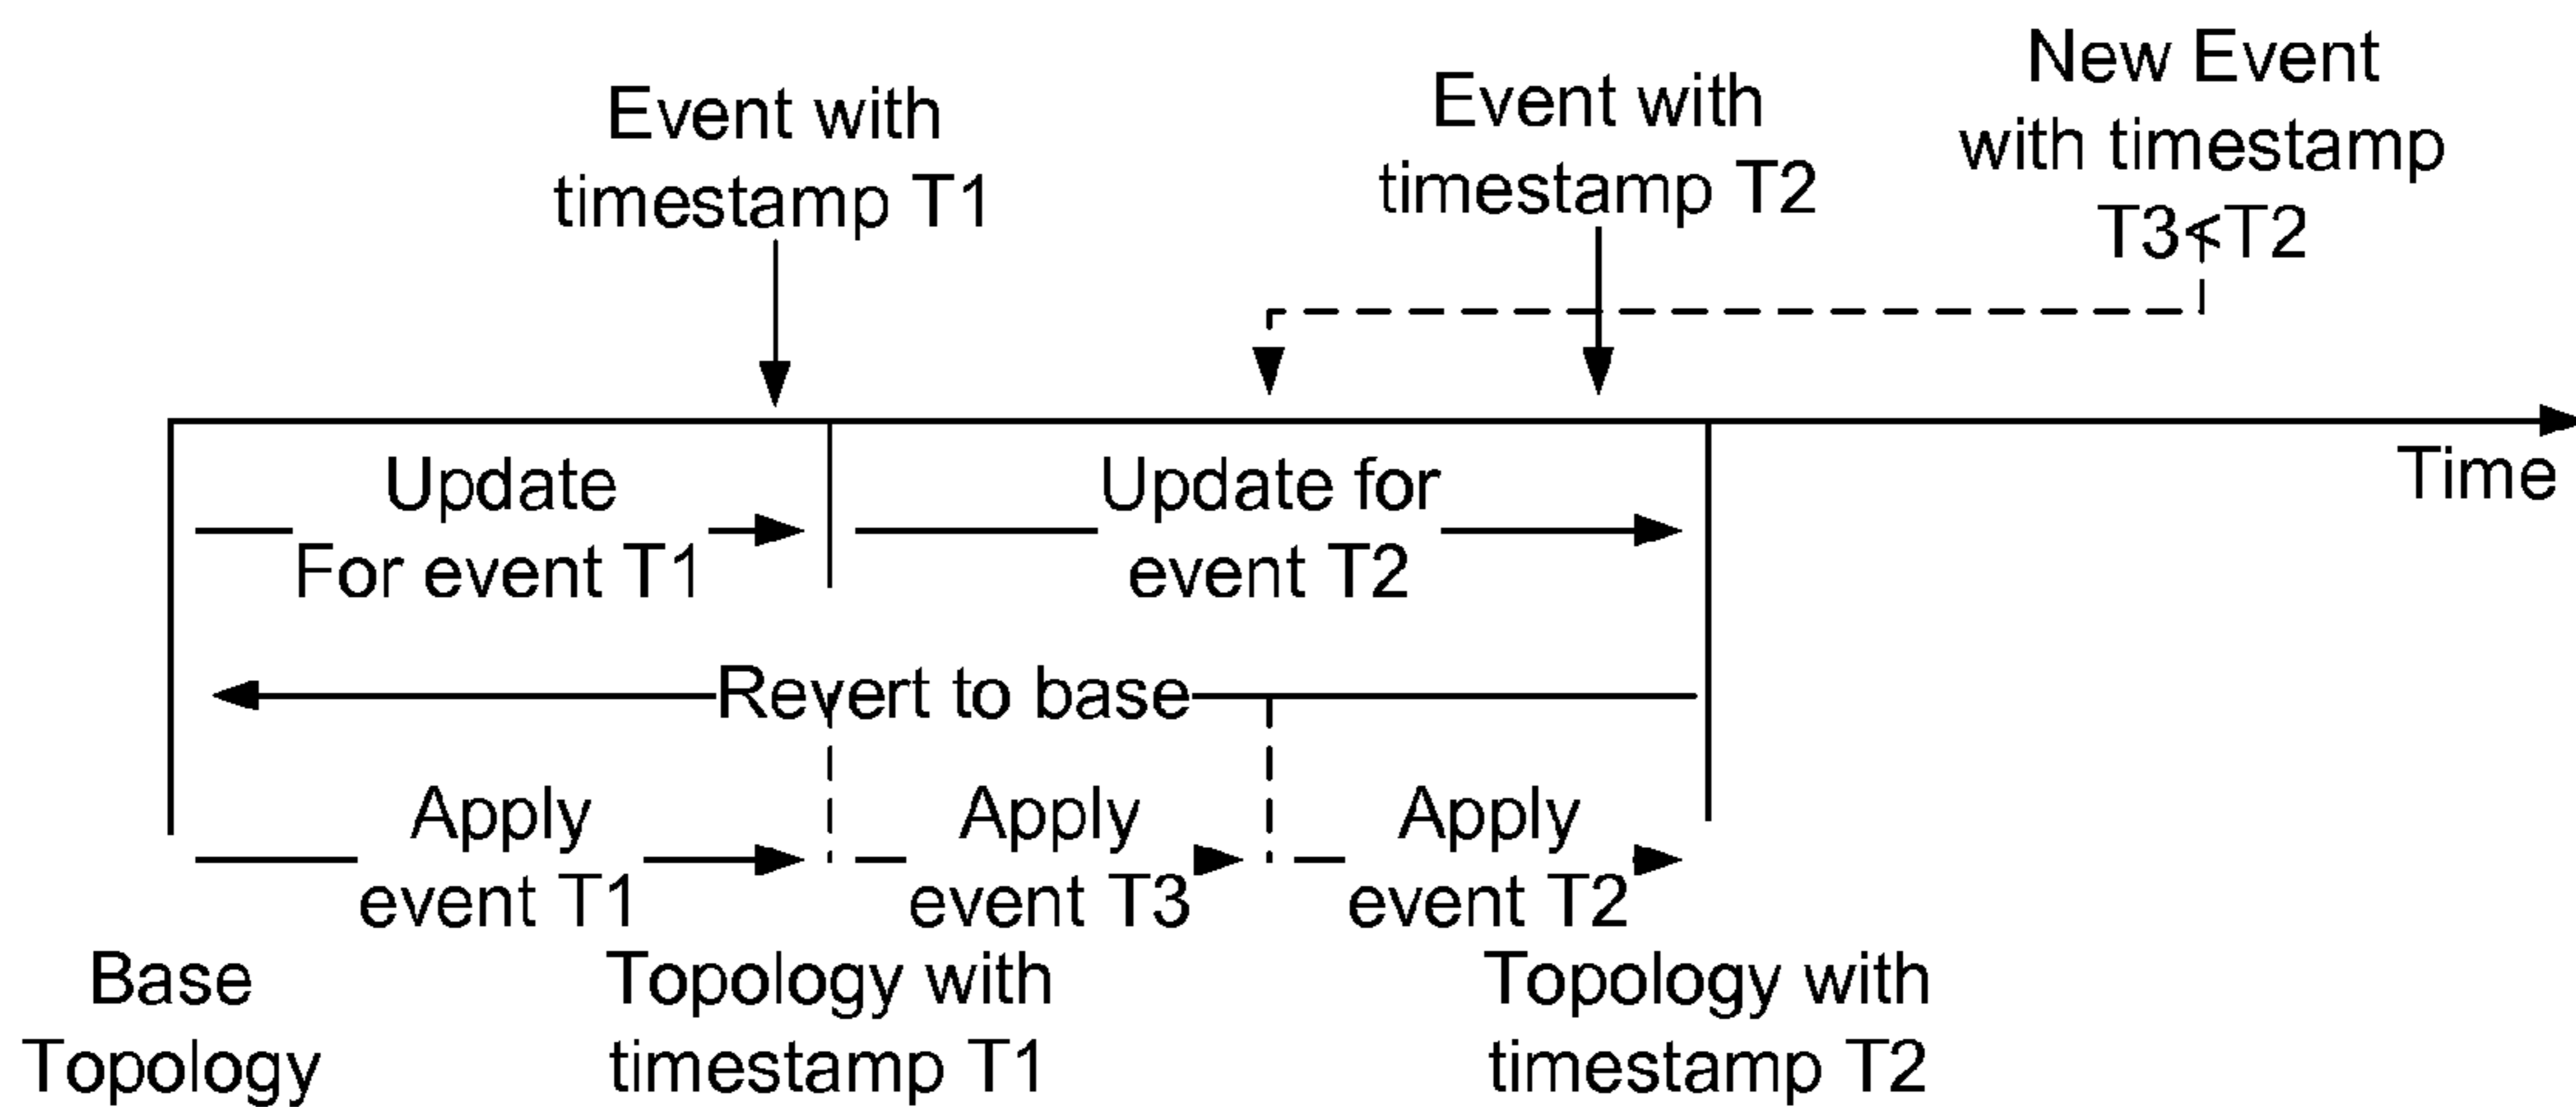 Event with
timestamp T1
Event with
timestamp T2
New Event
with timestamp
T3<T2
Time
Update
For event T1
Update for
event T2
Revert to base
Apply
event T1
Apply
event T3
Apply
event T2
Base
Topology
Topology with
timestamp T1
Topology with
timestamp T2